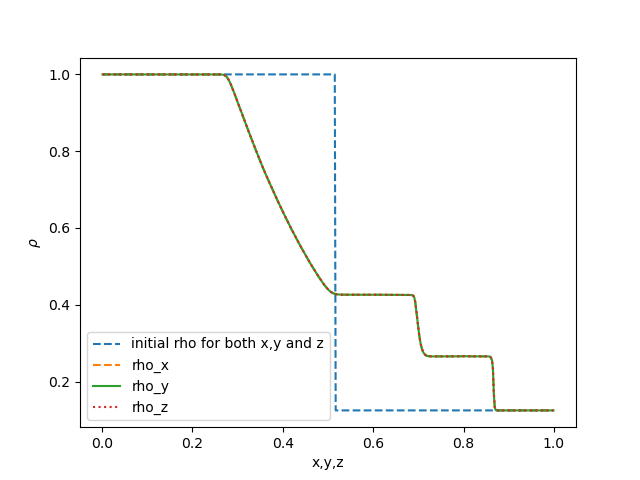 1.0
0.8
0.6
0.4
0.2
ρ
initial rho for both x,y and z
rho_x
rho_y
rho_z
0.0 0.2 0.4 0.6 0.8 1.0
x,y,z